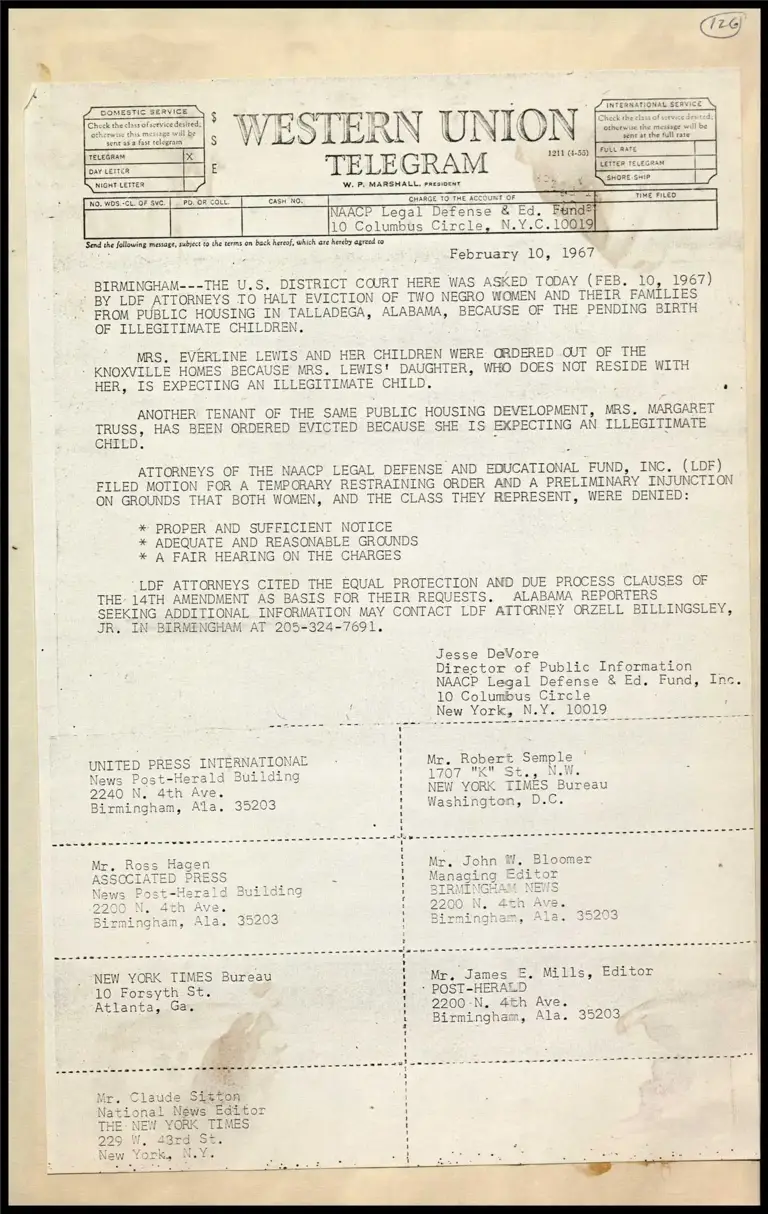 126
DOMESTIC SERVICE
Check the class of service desired;
otherwise this message will be
sent as a fast telegram
TELEGRAM X
DAY LETTER
NIGHT LETTER
$
S
E
WESTERN UNION
TELEGRAM
1211 (4-55)
W. P. MARSHALL, PRESIDENT
INTERNATIONAL SERVICE
Check the class of service desired;
otherwise the message will be
sent at the full rate
FULL RATE
LETTER TELEGRAM
SHORE-SHIP
NO. WDS.-CL. OF SVC.
PD. OR COLL.
CASH NO.
CHARGE TO THE ACCOUNT OF
TIME FILED
NAACP Legal Defense & Ed. Fund
10 Columbus Circle, N.Y.C.10019
Send the following message, subject to the terms on back hereof, which are hereby agreed to
February 10, 1967
BIRMINGHAM---THE U.S. DISTRICT COURT HERE WAS ASKED TODAY (FEB. 10, 1967)
BY LDF ATTORNEYS TO HALT EVICTION OF TWO NEGRO WOMEN AND THEIR FAMILIES
FROM PUBLIC HOUSING IN TALLADEGA, ALABAMA, BECAUSE OF THE PENDING BIRTH
OF ILLEGITIMATE CHILDREN.
MRS. EVERLINE LEWIS AND HER CHILDREN WERE ORDERED OUT OF THE
KNOXVILLE HOMES BECAUSE MRS. LEWIS' DAUGHTER, WHO DOES NOT RESIDE WITH
HER, IS EXPECTING AN ILLEGITIMATE CHILD.
ANOTHER TENANT OF THE SAME PUBLIC HOUSING DEVELOPMENT, MRS. MARGARET
TRUSS, HAS BEEN ORDERED EVICTED BECAUSE SHE IS EXPECTING AN ILLEGITIMATE
CHILD.
ATTORNEYS OF THE NAACP LEGAL DEFENSE AND EDUCATIONAL FUND, INC. (LDF)
FILED MOTION FOR A TEMPORARY RESTRAINING ORDER AND A PRELIMINARY INJUNCTION
ON GROUNDS THAT BOTH WOMEN, AND THE CLASS THEY REPRESENT, WERE DENIED:
* PROPER AND SUFFICIENT NOTICE
* ADEQUATE AND REASONABLE GROUNDS
* A FAIR HEARING ON THE CHARGES
LDF ATTORNEYS CITED THE EQUAL PROTECTION AND DUE PROCESS CLAUSES OF
THE 14TH AMENDMENT AS BASIS FOR THEIR REQUESTS. ALABAMA REPORTERS
SEEKING ADDITIONAL INFORMATION MAY CONTACT LDF ATTORNEY ORZELL BILLINGSLEY,
JR. IN BIRMINGHAM AT 205-324-7691.
Jesse DeVore
Director of Public Information
NAACP Legal Defense & Ed. Fund, Inc.
10 Columbus Circle
New York, N.Y. 10019
UNITED PRESS INTERNATIONAL
News Post-Herald Building
2240 N. 4th Ave.
Birmingham, Ala. 35203
Mr. Robert Semple
1707 "K" St., N.W.
NEW YORK TIMES Bureau
Washington, D.C.
Mr. Ross Hagen
ASSOCIATED PRESS
News Post-Herald Building
2200 N. 4th Ave.
Birmingham, Ala. 35203
Mr. John W. Bloomer
Managing Editor
BIRMINGHAM NEWS
2200 N. 4th Ave.
Birmingham, Ala. 35203
NEW YORK TIMES Bureau
10 Forsyth St.
Atlanta, Ga.
Mr. James E. Mills, Editor
POST-HERALD
2200 N. 4th Ave.
Birmingham, Ala. 35203
Mr. Claude Sitton
National News Editor
THE NEW YORK TIMES
229 W. 43rd St.
New York, N.Y.